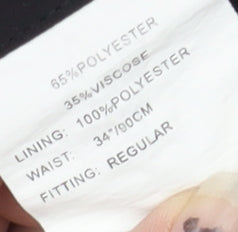 65%POLYESTER
35%VISCOSE
LINING: 100%POLYESTER
WAIST: 34"/90CM
FITTING: REGULAR